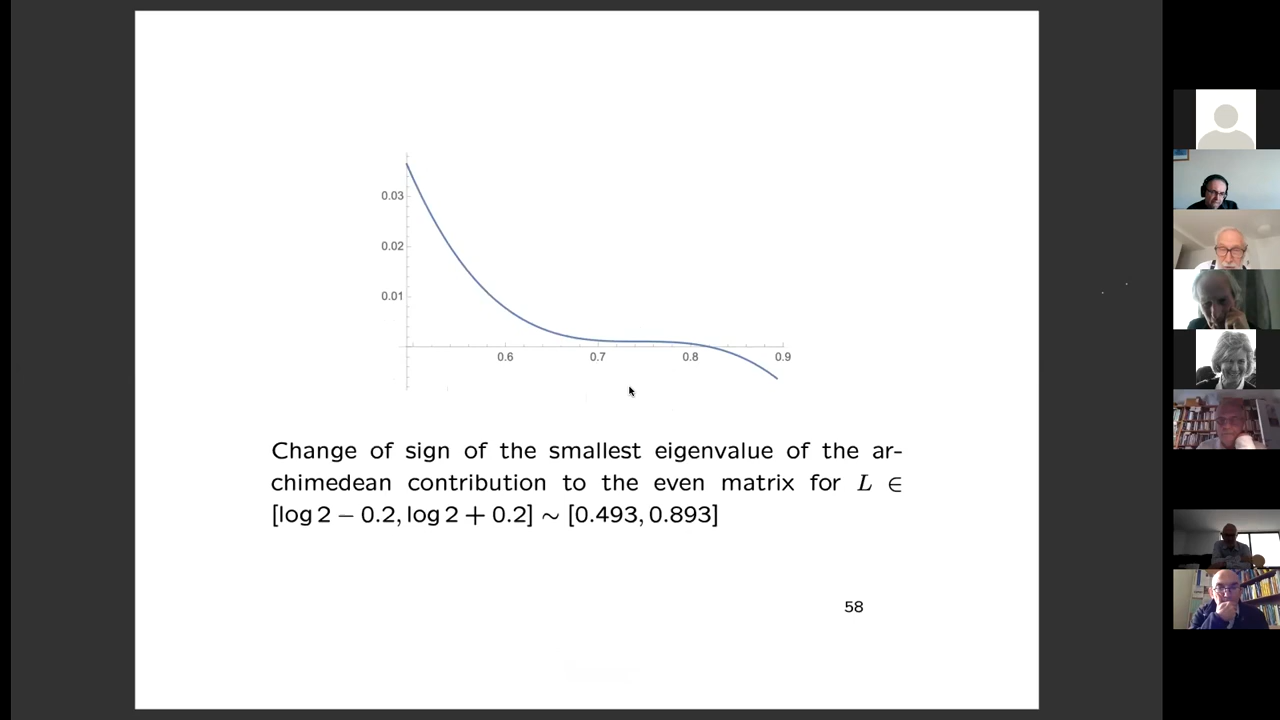 0.03
0.02
0.01
0.6 0.7 0.8 0.9
Change of sign of the smallest eigenvalue of the ar-
chimedean contribution to the even matrix for L ∈
[log 2 − 0.2, log 2 + 0.2] ∼ [0.493, 0.893]
58